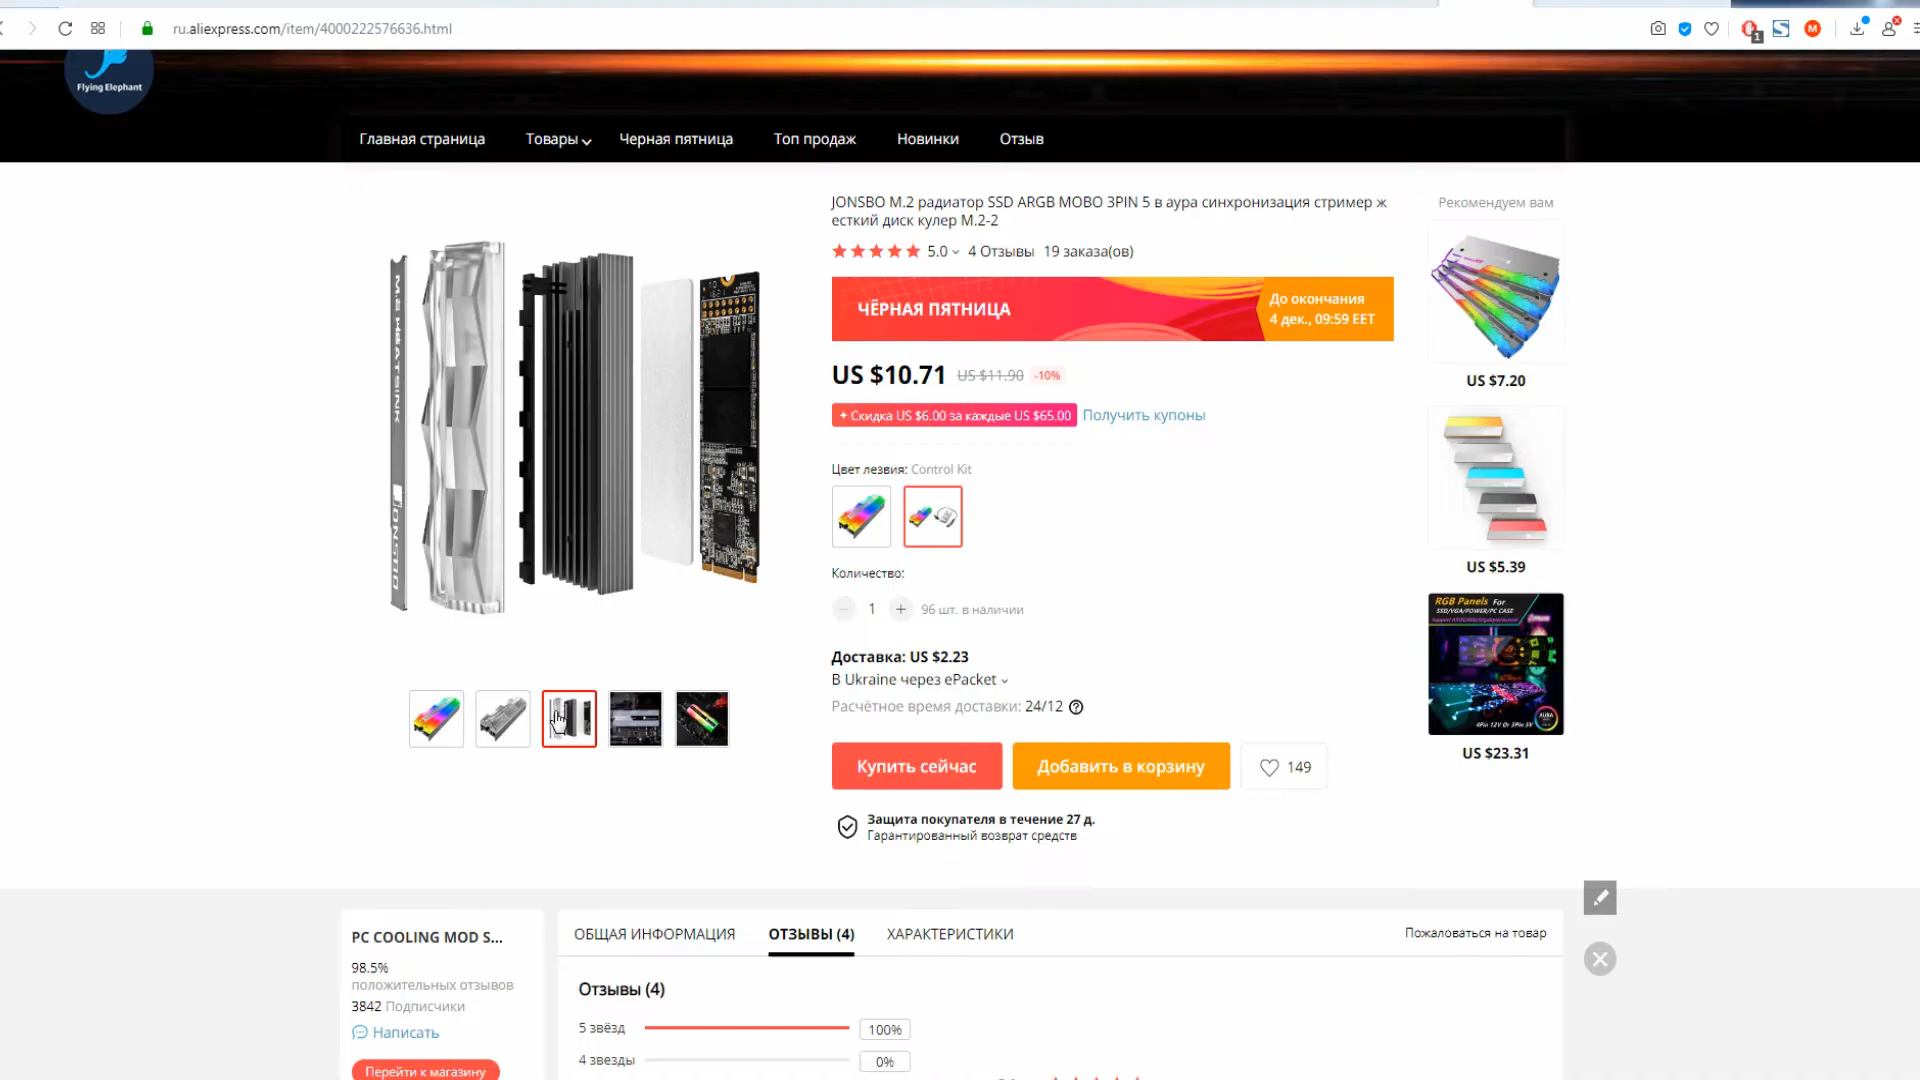 ru.aliexpress.com/item/4000222576636.html
1
M
Flying Elephant
Главная страница
Товары
Черная пятница
Топ продаж
Новинки
Отзыв
JONSBO M.2 радиатор SSD ARGB MOBO 3PIN 5 в аура синхронизация стример ж
есткий диск кулер M.2-2
5.0
4 Отзывы
19 заказа(ов)
ЧЁРНАЯ ПЯТНИЦА
До окончания
4 дек., 09:59 EET
US $10.71
US $11.90
-10%
+ Скидка US $6.00 за каждые US $65.00
Получить купоны
Цвет лезвия: Control Kit
Количество:
1
96 шт. в наличии
Доставка: US $2.23
В Ukraine через ePacket
Расчётное время доставки: 24/12
Купить сейчас
Добавить в корзину
149
Защита покупателя в течение 27 д.
Гарантированный возврат средств
M.2 HEATSINK
JONSBO
Рекомендуем вам
US $7.20
US $5.39
RGB Panels For
SSD/VGA/POWER/PC CASE
4Pin 12V Or 3Pin 5V
AURA
US $23.31
PC COOLING MOD S...
98.5%
положительных отзывов
3842 Подписчики
Написать
Перейти к магазину
ОБЩАЯ ИНФОРМАЦИЯ
ОТЗЫВЫ (4)
ХАРАКТЕРИСТИКИ
Пожаловаться на товар
Отзывы (4)
5 звёзд
100%
4 звезды
0%